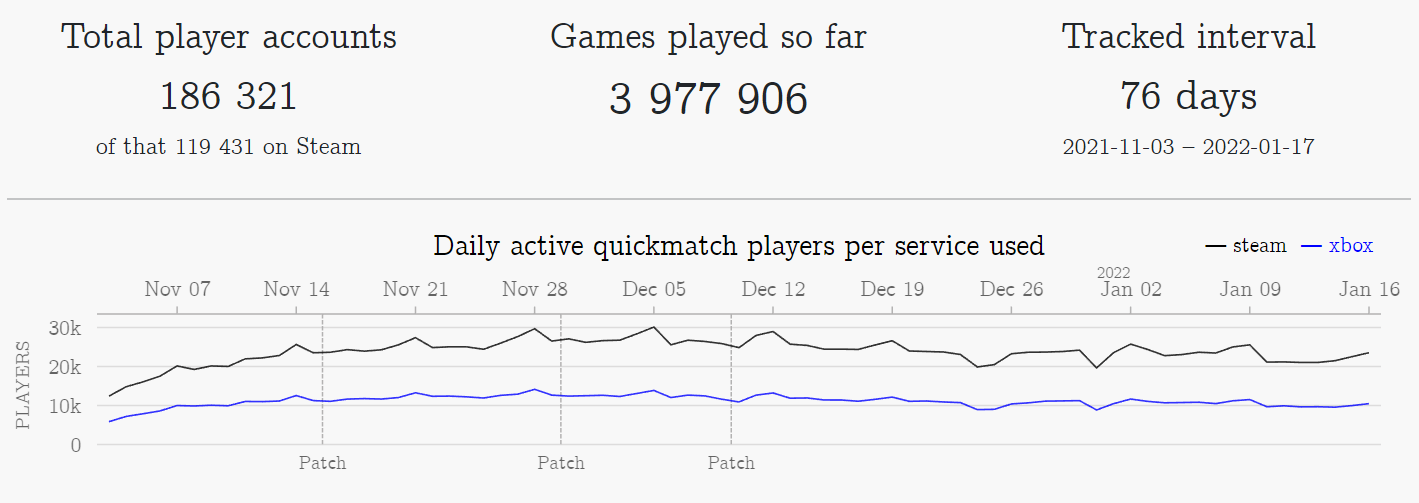 Total player accounts
Games played so far
Tracked interval
186 321
3 977 906
76 days
of that 119 431 on Steam
2021-11-03 – 2022-01-17
Daily active quickmatch players per service used
steam
xbox
2022
Nov 07
Nov 14
Nov 21
Nov 28
Dec 05
Dec 12
Dec 19
Dec 26
Jan 02
Jan 09
Jan 16
30k
20k
10k
0
PLAYERS
Patch
Patch
Patch